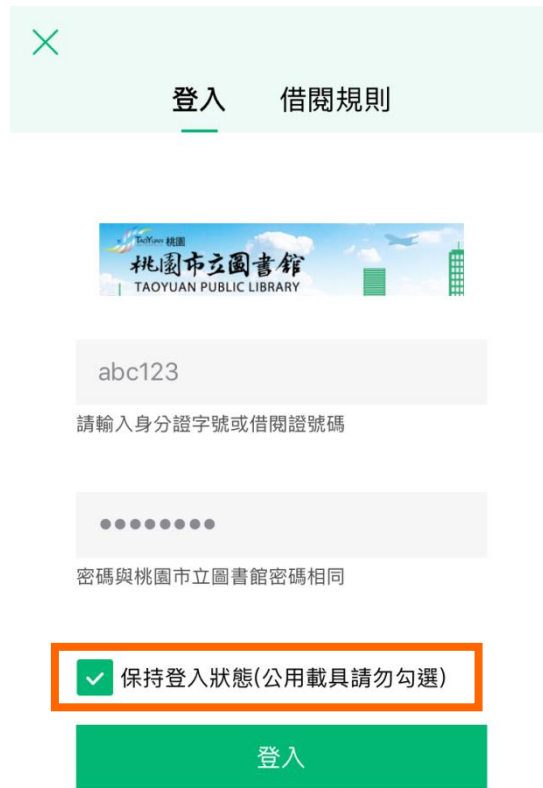 登入 借閱規則
TaoYuan 桃園
桃園市立圖書館
TAOYUAN PUBLIC LIBRARY
abc123
請輸入身分證字號或借閱證號碼
●●●●●●●●
密碼與桃園市立圖書館密碼相同
保持登入狀態(公用載具請勿勾選)
登入